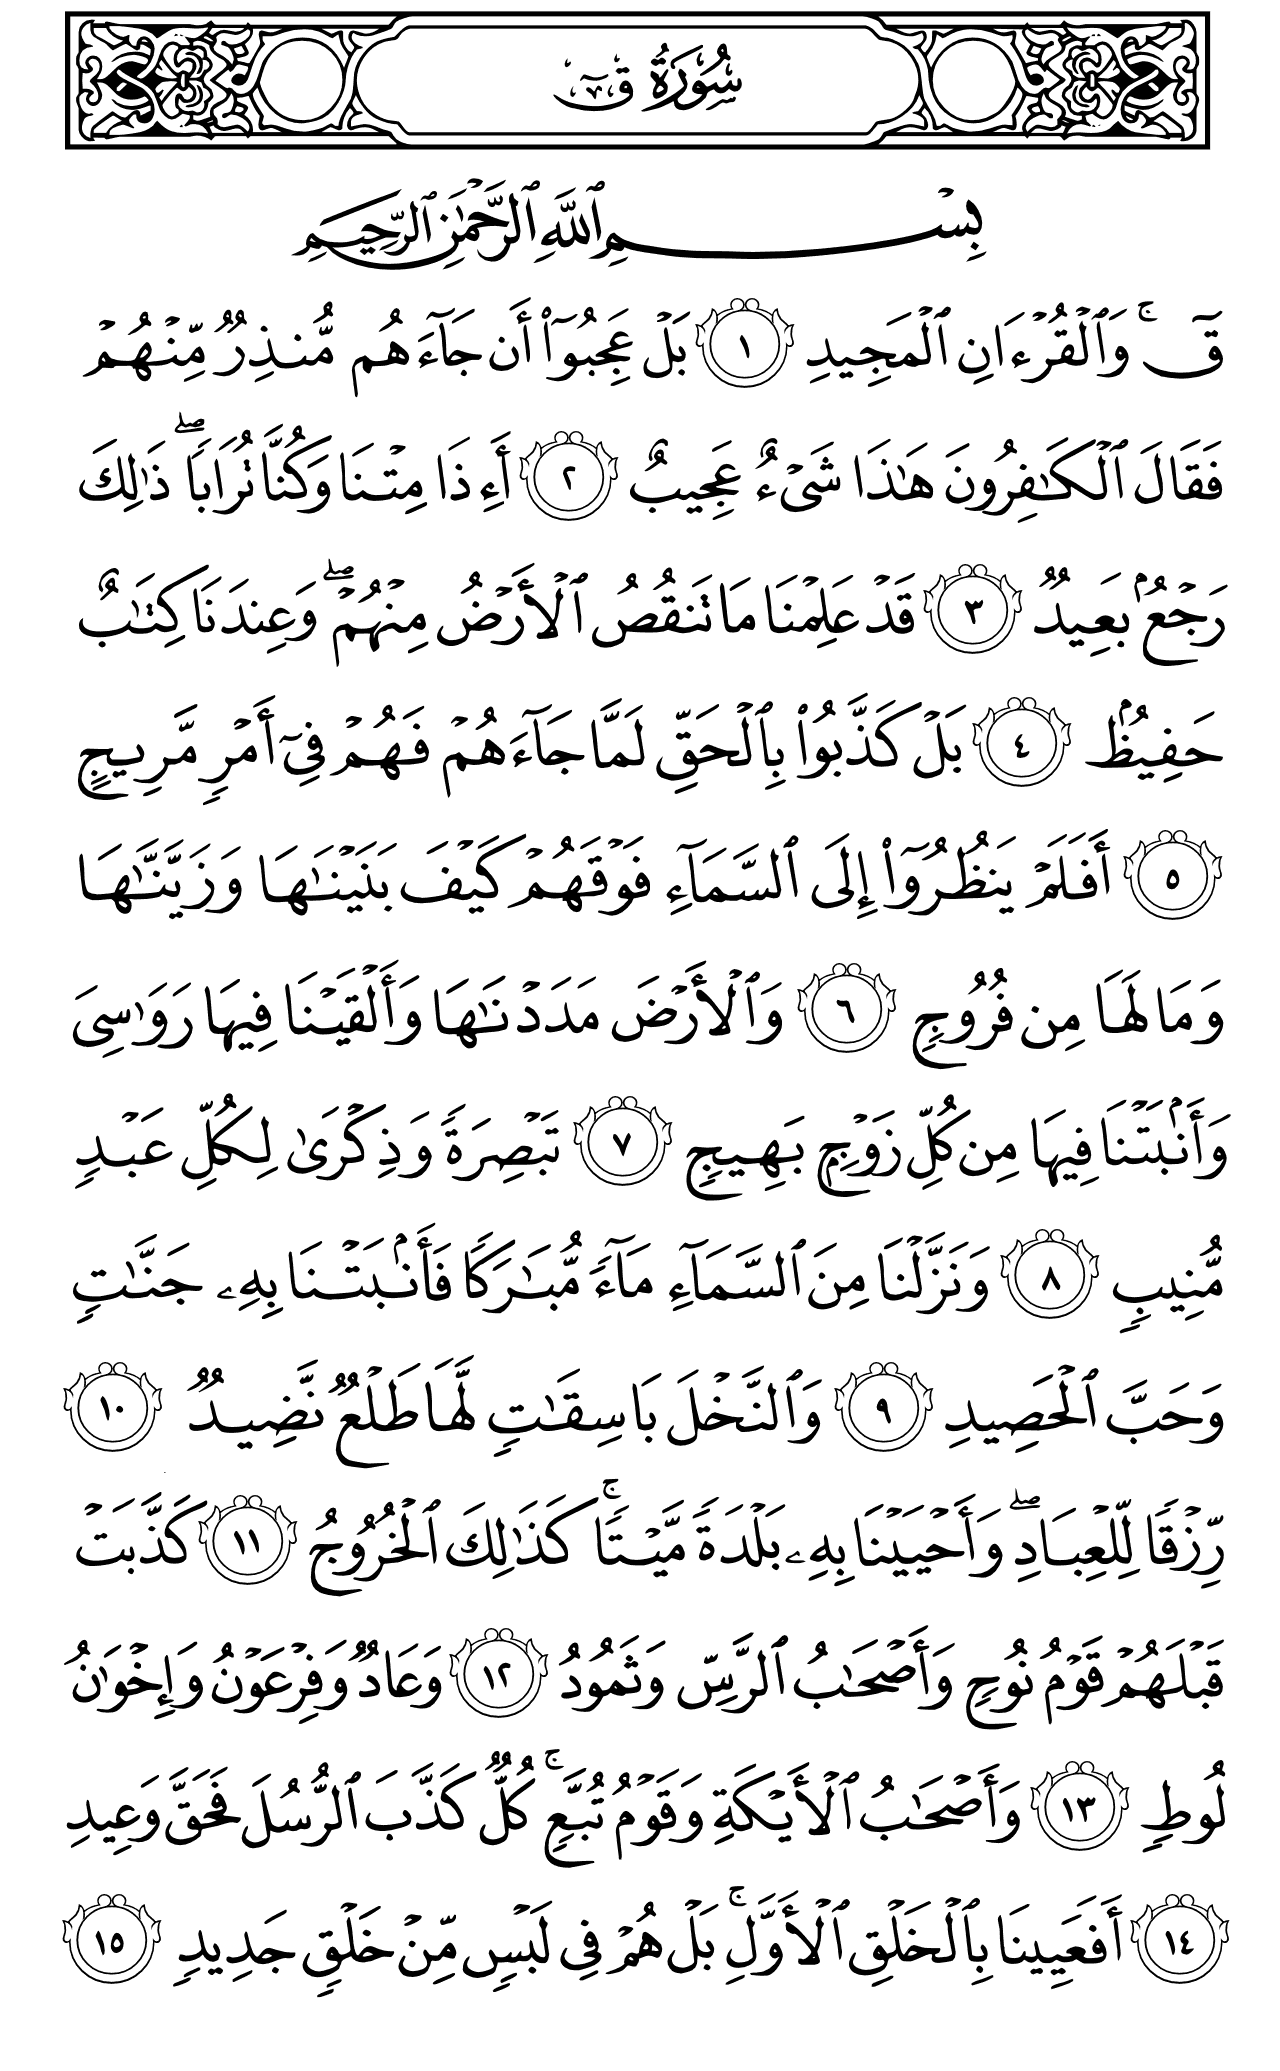 سُورَةُ قٓ
بِسْمِ ٱللَّهِ ٱلرَّحْمَٰنِ ٱلرَّحِيمِ
قٓۚ وَٱلْقُرْءَانِ ٱلْمَجِيدِ ١ بَلْ عَجِبُوٓا۟ أَن جَآءَهُم مُّنذِرٌ مِّنْهُمْ
فَقَالَ ٱلْكَٰفِرُونَ هَٰذَا شَىْءٌ عَجِيبٌ ٢ أَءِذَا مِتْنَا وَكُنَّا تُرَابًاۖ ذَٰلِكَ
رَجْعٌۢ بَعِيدٌ ٣ قَدْ عَلِمْنَا مَا تَنقُصُ ٱلْأَرْضُ مِنْهُمْۖ وَعِندَنَا كِتَٰبٌ
حَفِيظٌۢ ٤ بَلْ كَذَّبُوا۟ بِٱلْحَقِّ لَمَّا جَآءَهُمْ فَهُمْ فِىٓ أَمْرٍ مَّرِيجٍ
٥ أَفَلَمْ يَنظُرُوٓا۟ إِلَى ٱلسَّمَآءِ فَوْقَهُمْ كَيْفَ بَنَيْنَٰهَا وَزَيَّنَّٰهَا
وَمَا لَهَا مِن فُرُوجٍ ٦ وَٱلْأَرْضَ مَدَدْنَٰهَا وَأَلْقَيْنَا فِيهَا رَوَٰسِىَ
وَأَنۢبَتْنَا فِيهَا مِن كُلِّ زَوْجٍۭ بَهِيجٍ ٧ تَبْصِرَةً وَذِكْرَىٰ لِكُلِّ عَبْدٍ
مُّنِيبٍ ٨ وَنَزَّلْنَا مِنَ ٱلسَّمَآءِ مَآءً مُّبَٰرَكًا فَأَنۢبَتْنَا بِهِۦ جَنَّٰتٍ
وَحَبَّ ٱلْحَصِيدِ ٩ وَٱلنَّخْلَ بَاسِقَٰتٍ لَّهَا طَلْعٌ نَّضِيدٌ ١٠
رِّزْقًا لِّلْعِبَادِۖ وَأَحْيَيْنَا بِهِۦ بَلْدَةً مَّيْتًاۚ كَذَٰلِكَ ٱلْخُرُوجُ ١١ كَذَّبَتْ
قَبْلَهُمْ قَوْمُ نُوحٍ وَأَصْحَٰبُ ٱلرَّسِّ وَثَمُودُ ١٢ وَعَادٌ وَفِرْعَوْنُ وَإِخْوَٰنُ
لُوطٍ ١٣ وَأَصْحَٰبُ ٱلْأَيْكَةِ وَقَوْمُ تُبَّعٍۚ كُلٌّ كَذَّبَ ٱلرُّسُلَ فَحَقَّ وَعِيدِ
١٤ أَفَعَيِينَا بِٱلْخَلْقِ ٱلْأَوَّلِۚ بَلْ هُمْ فِى لَبْسٍ مِّنْ خَلْقٍ جَدِيدٍ ١٥